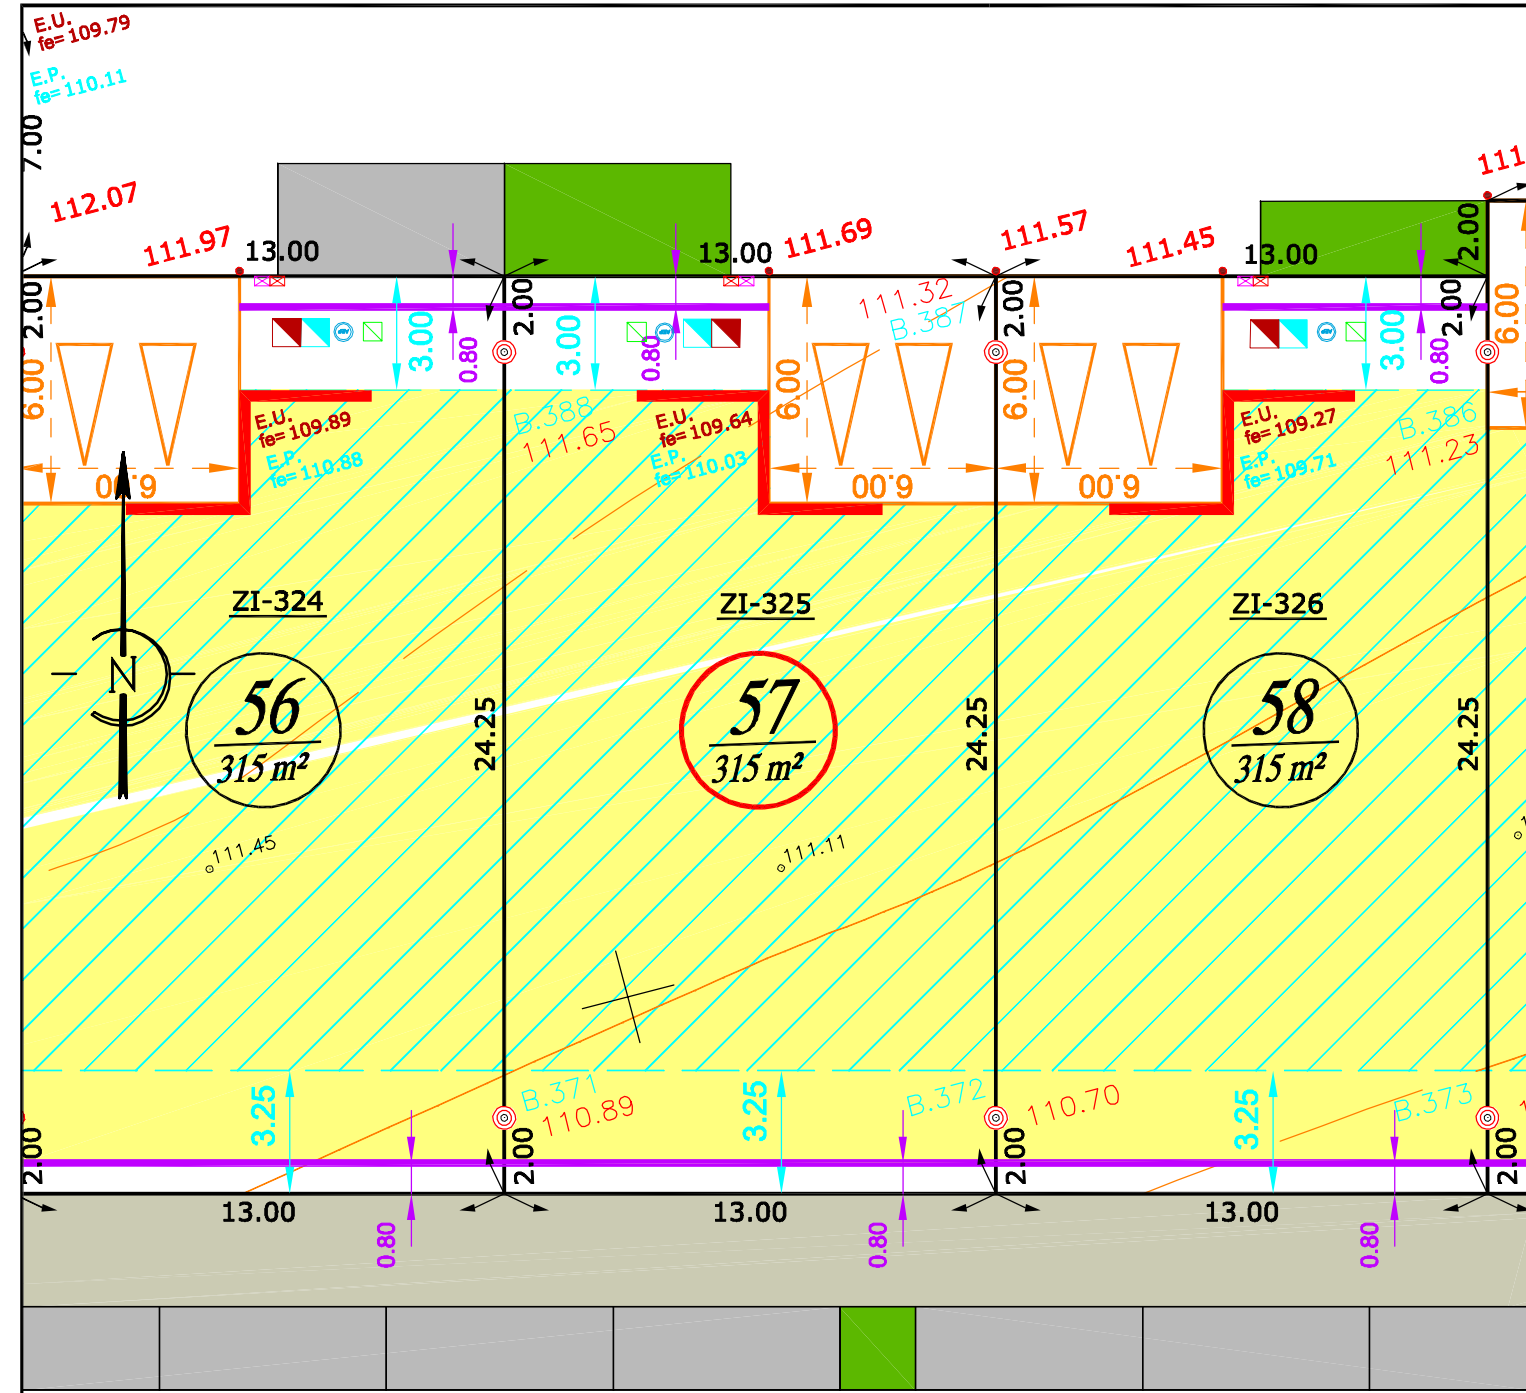 E.U.
fe= 109.79
E.P.
fe= 110.11
7.00
112.07
111.97
13.00
13.00
111.69
111.57
111.45
13.00
111
2.00
2.00
2.00
2.00
2.00
111.32
B.387
3.00
3.00
3.00
0.80
0.80
0.80
6.00
6.00
6.00
6.00
E.U.
fe= 109.89
E.P.
fe= 110.88
B.388
111.65
E.U.
fe= 109.64
E.P.
fe= 110.03
E.U.
fe= 109.27
E.P.
fe= 109.71
B.386
111.23
6.00
6.00
6.00
ZI-324
ZI-325
ZI-326
N
56
315 m²
57
315 m²
58
315 m²
24.25
24.25
24.25
111.45
111.11
3.25
B.371
110.89
3.25
B.372
110.70
3.25
B.373
2.00
2.00
2.00
2.00
13.00
13.00
13.00
0.80
0.80
0.80